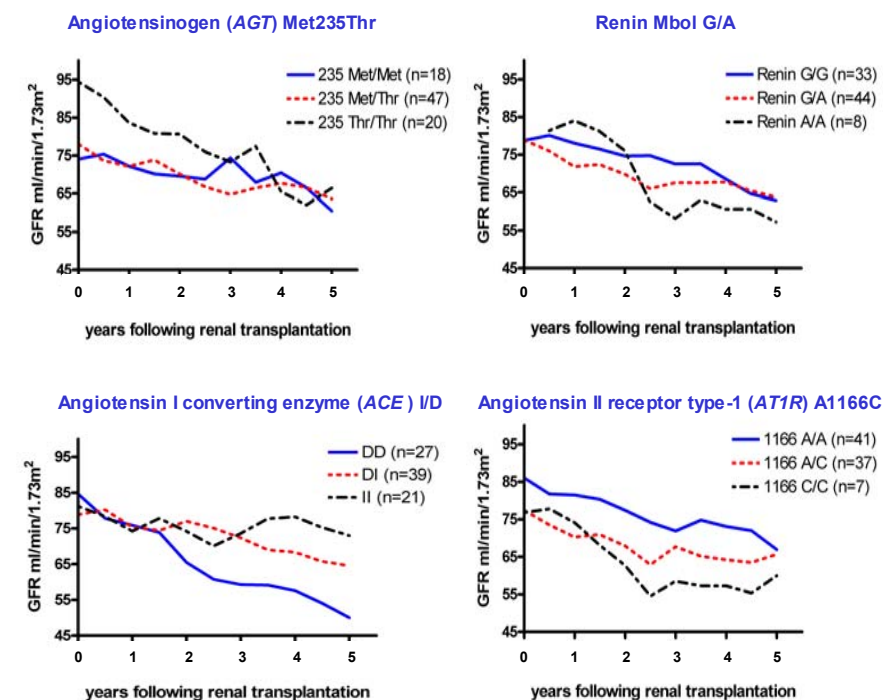 Angiotensinogen (AGT) Met235Thr
GFR ml/min/1.73m²
95
85
75
65
55
45
235 Met/Met (n=18)
235 Met/Thr (n=47)
235 Thr/Thr (n=20)
0 1 2 3 4 5
years following renal transplantation
Renin Mbol G/A
GFR ml/min/1.73m²
95
85
75
65
55
45
Renin G/G (n=33)
Renin G/A (n=44)
Renin A/A (n=8)
0 1 2 3 4 5
years following renal transplantation
Angiotensin I converting enzyme (ACE ) I/D
GFR ml/min/1.73m²
95
85
75
65
55
45
DD (n=27)
DI (n=39)
II (n=21)
0 1 2 3 4 5
years following renal transplantation
Angiotensin II receptor type-1 (AT1R) A1166C
GFR ml/min/1.73m²
95
85
75
65
55
45
1166 A/A (n=41)
1166 A/C (n=37)
1166 C/C (n=7)
0 1 2 3 4 5
years following renal transplantation